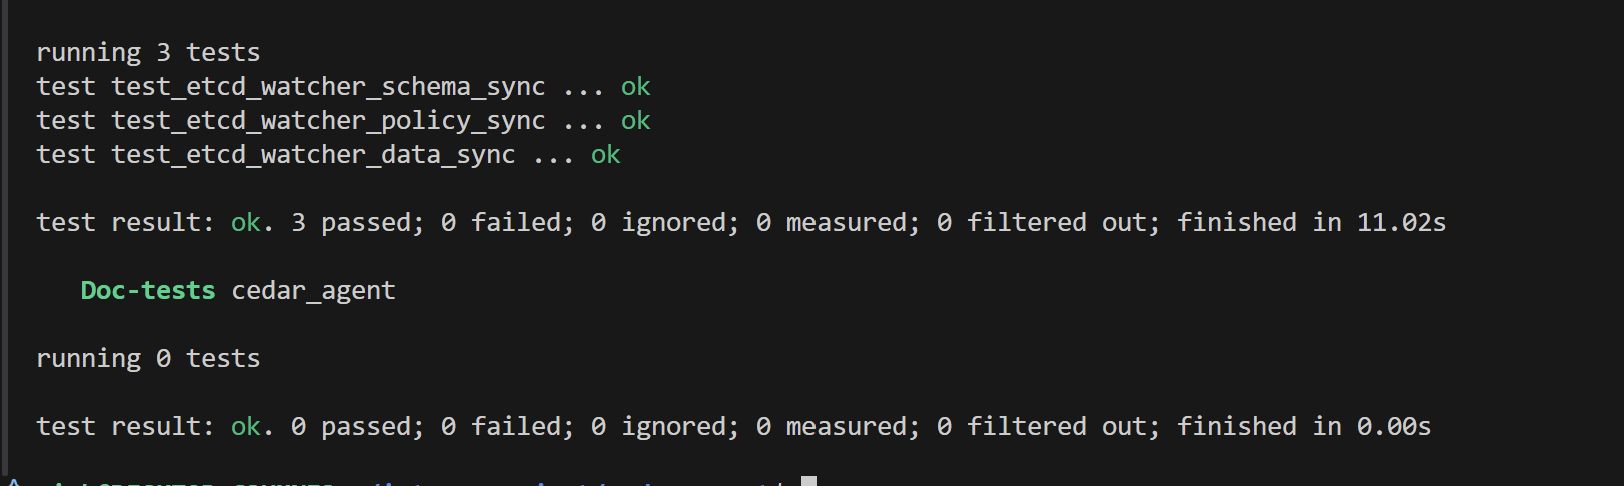 running 3 tests
test test_etcd_watcher_schema_sync ... ok
test test_etcd_watcher_policy_sync ... ok
test test_etcd_watcher_data_sync ... ok
test result: ok. 3 passed; 0 failed; 0 ignored; 0 measured; 0 filtered out; finished in 11.02s
Doc-tests cedar_agent
running 0 tests
test result: ok. 0 passed; 0 failed; 0 ignored; 0 measured; 0 filtered out; finished in 0.00s